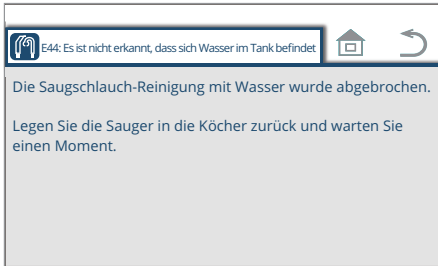 E44: Es ist nicht erkannt, dass sich Wasser im Tank befindet
Die Saugschlauch-Reinigung mit Wasser wurde abgebrochen.
Legen Sie die Sauger in die Köcher zurück und warten Sie
einen Moment.